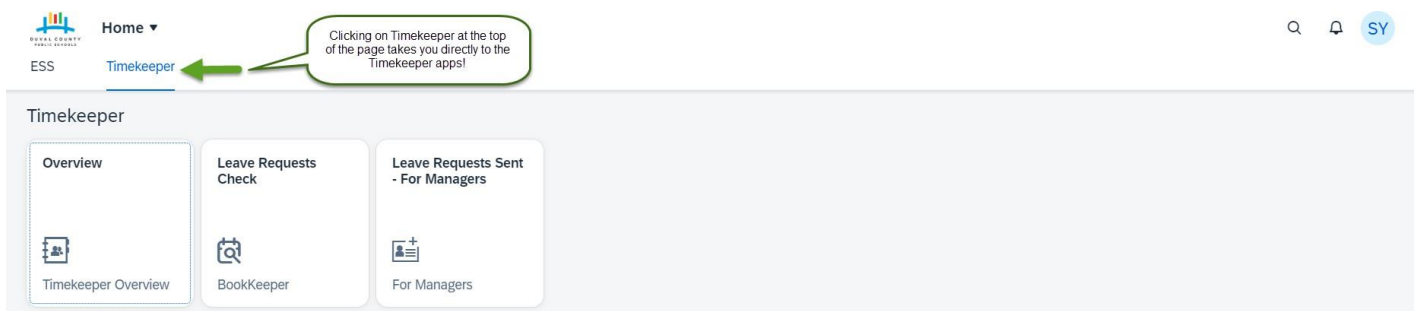 DUVAL COUNTY
PUBLIC SCHOOLS
Home ▼
SY
ESS
Timekeeper
Clicking on Timekeeper at the top
of the page takes you directly to the
Timekeeper apps!
Timekeeper
Overview
Timekeeper Overview
Leave Requests
Check
BookKeeper
Leave Requests Sent
- For Managers
For Managers